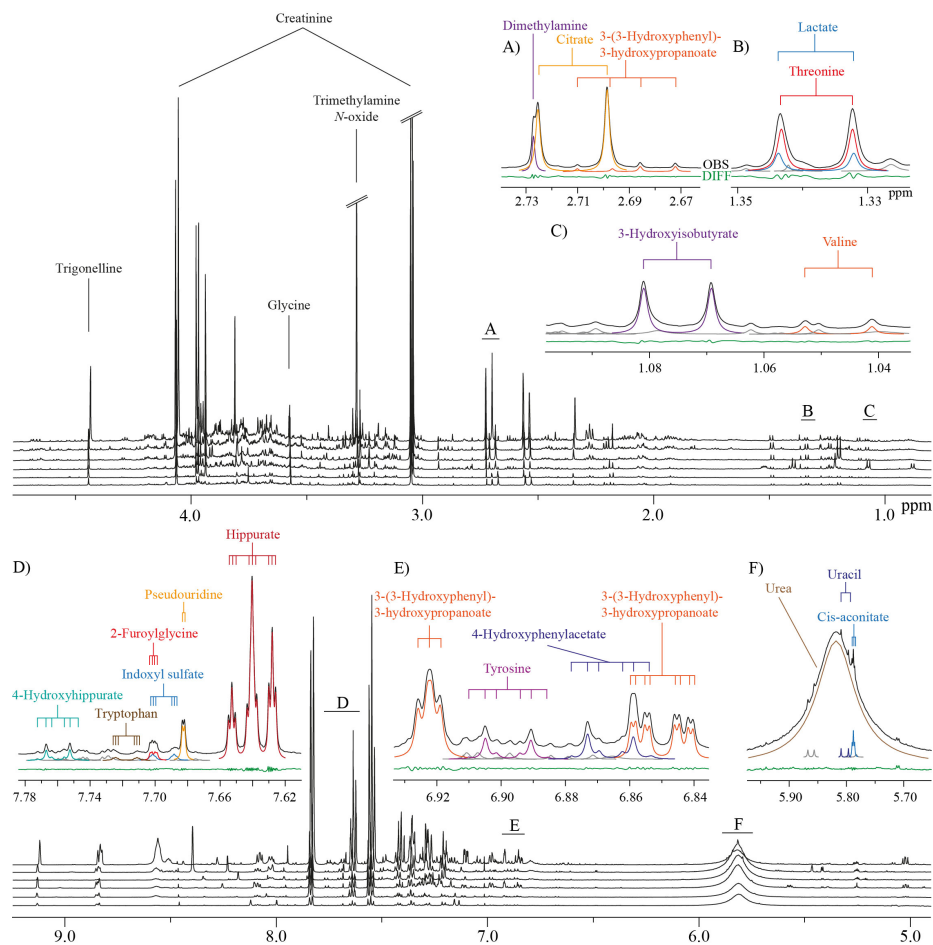 Creatinine
Trimethylamine
N-oxide
Trigonelline
Glycine
A
B
C
4.0
3.0
2.0
1.0
ppm
A)
Dimethylamine
Citrate
3-(3-Hydroxyphenyl)-
3-hydroxypropanoate
2.73
2.71
2.69
2.67
OBS
DIFF
B)
Lactate
Threonine
1.35
1.33
ppm
C)
3-Hydroxyisobutyrate
Valine
1.08
1.06
1.04
D)
Hippurate
Pseudouridine
2-Furoylglycine
Indoxyl sulfate
4-Hydroxyhippurate
Tryptophan
7.78
7.74
7.70
7.66
7.62
E)
3-(3-Hydroxyphenyl)-
3-hydroxypropanoate
4-Hydroxyphenylacetate
Tyrosine
3-(3-Hydroxyphenyl)-
3-hydroxypropanoate
6.92
6.90
6.88
6.86
6.84
F)
Uracil
Urea
Cis-aconitate
5.90
5.80
5.70
D
E
F
9.0
8.0
7.0
6.0
5.0
ppm